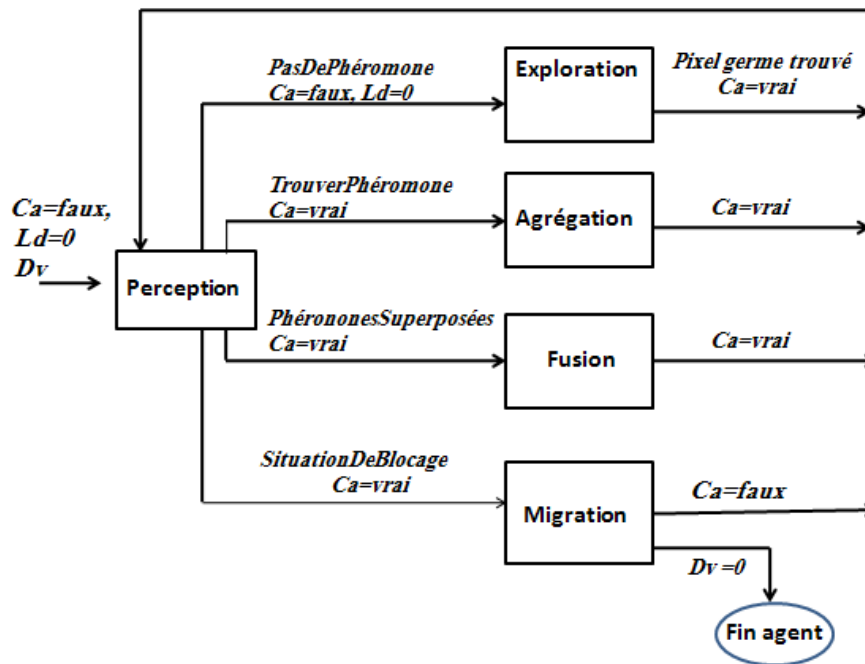 PasDePhéromone
Ca=faux, Ld=0
Exploration
Pixel germe trouvé
Ca=vrai
Ca=faux,
Ld=0
Dv
Perception
TrouverPhéromone
Ca=vrai
Agrégation
Ca=vrai
PhérononesSuperposées
Ca=vrai
Fusion
Ca=vrai
SituationDeBlocage
Ca=vrai
Migration
Ca=faux
Dv =0
Fin agent